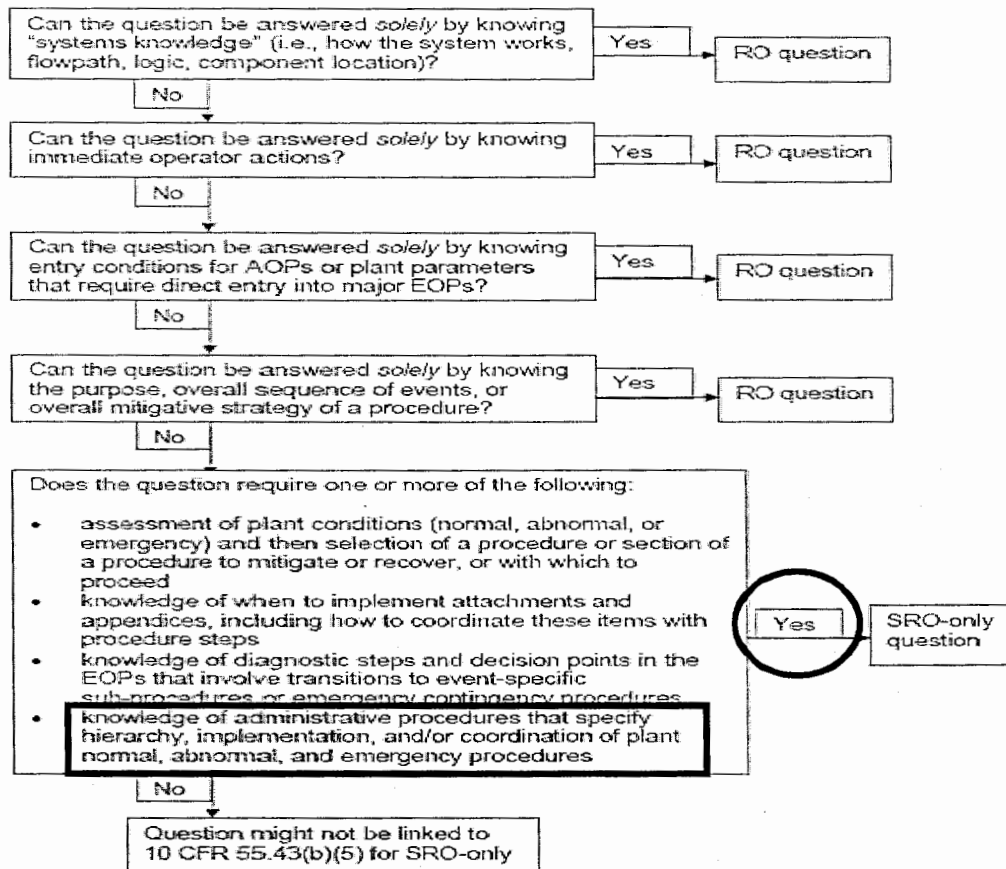 Can the question be answered solely by knowing
“systems knowledge” (i.e., how the system works,
flowpath, logic, component location)?
Yes
RO question
No
Can the question be answered solely by knowing
immediate operator actions?
Yes
RO question
No
Can the question be answered solely by knowing
entry conditions for AOPs or plant parameters
that require direct entry into major EOPs?
Yes
RO question
No
Can the question be answered solely by knowing
the purpose, overall sequence of events, or
overall mitigative strategy of a procedure?
Yes
RO question
No
Does the question require one or more of the following:
• assessment of plant conditions (normal, abnormal, or
emergency) and then selection of a procedure or section of
a procedure to mitigate or recover, or with which to
proceed
• knowledge of when to implement attachments and
appendices, including how to coordinate these items with
procedure steps
• knowledge of diagnostic steps and decision points in the
EOPs that involve transitions to event-specific
sub-procedures or emergency contingency procedures
• knowledge of administrative procedures that specify
hierarchy, implementation, and/or coordination of plant
normal, abnormal, and emergency procedures
Yes
SRO-only
question
No
Question might not be linked to
10 CFR 55.43(b)(5) for SRO-only